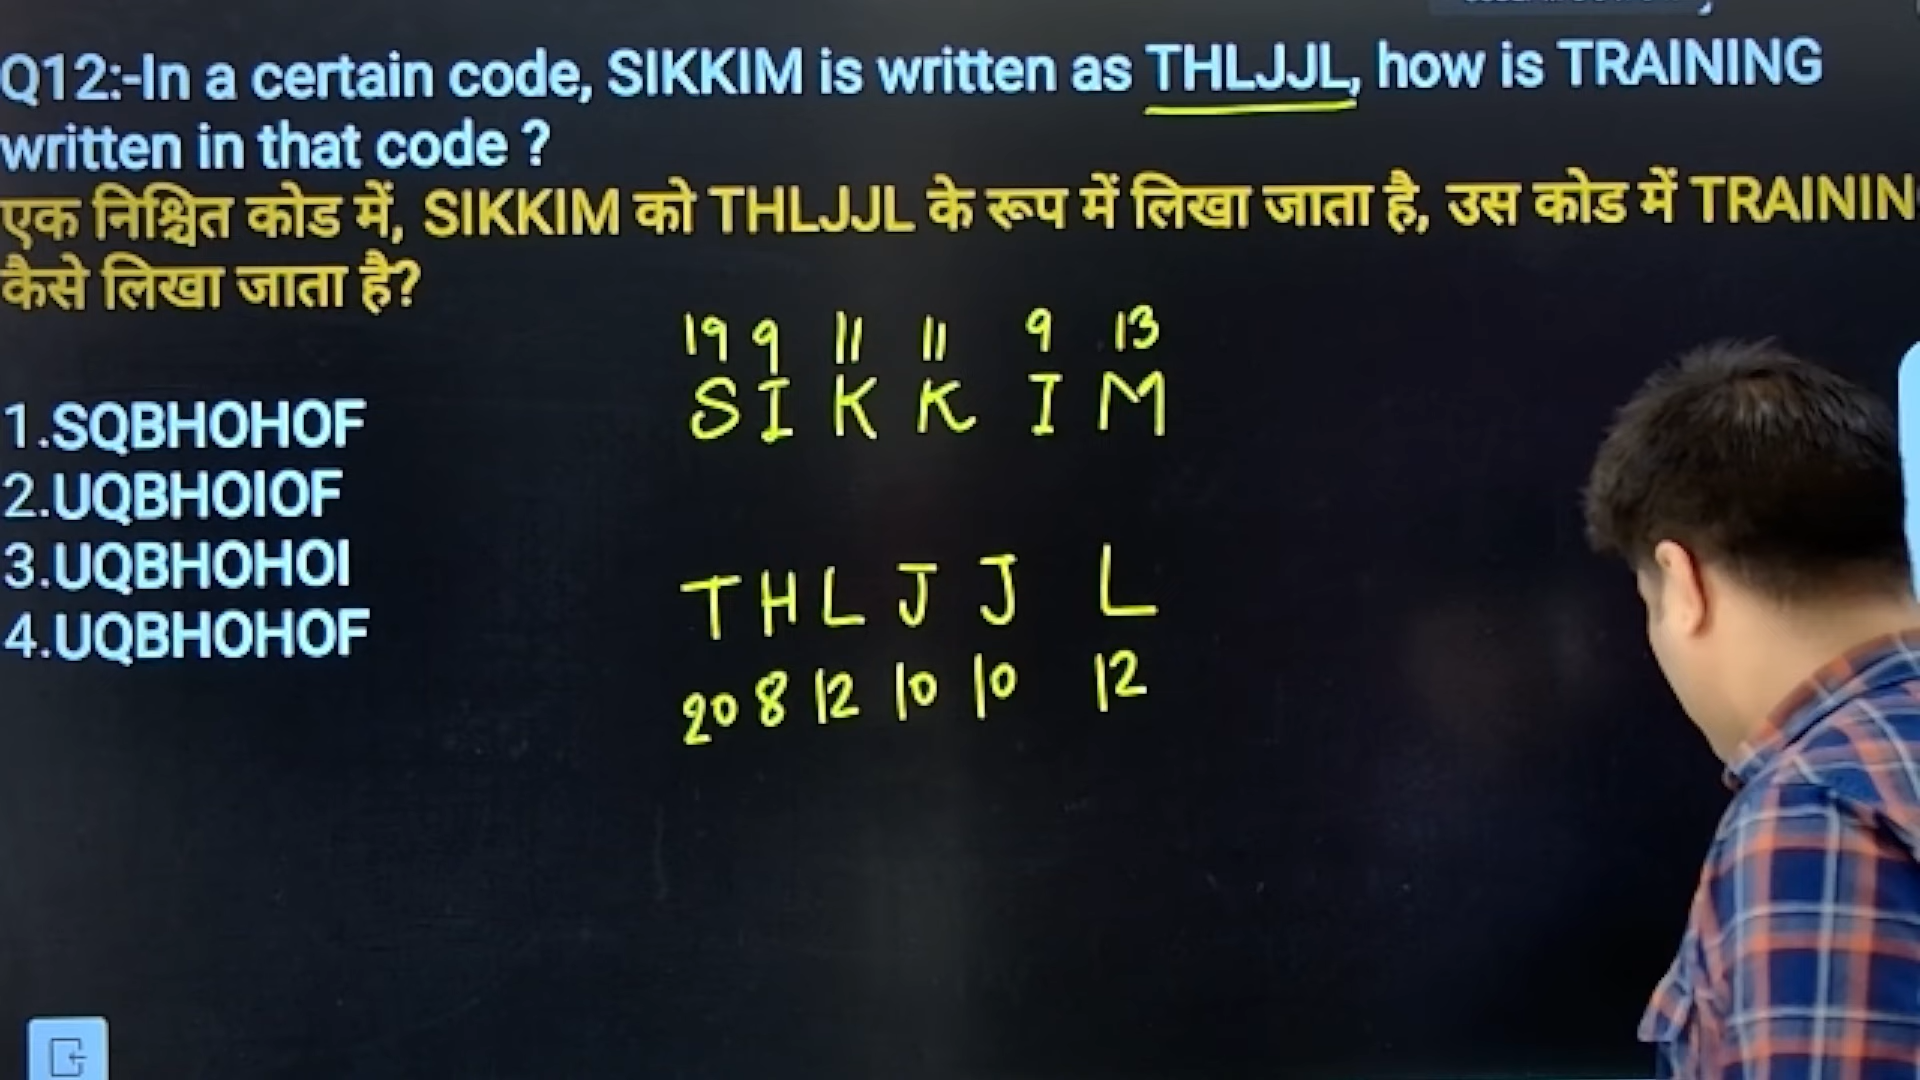 Q12:-In a certain code, SIKKIM is written as THLJJL, how is TRAINING
written in that code ?
एक निश्चित कोड में, SIKKIM को THLJJL के रूप में लिखा जाता है, उस कोड में TRAININ
कैसे लिखा जाता है?
19 9 11 11 9 13
S I K K I M
1.SQBHOHOF
2.UQBHOIOF
3.UQBHOHOI
4.UQBHOHOF
T H L J J L
20 8 12 10 10 12